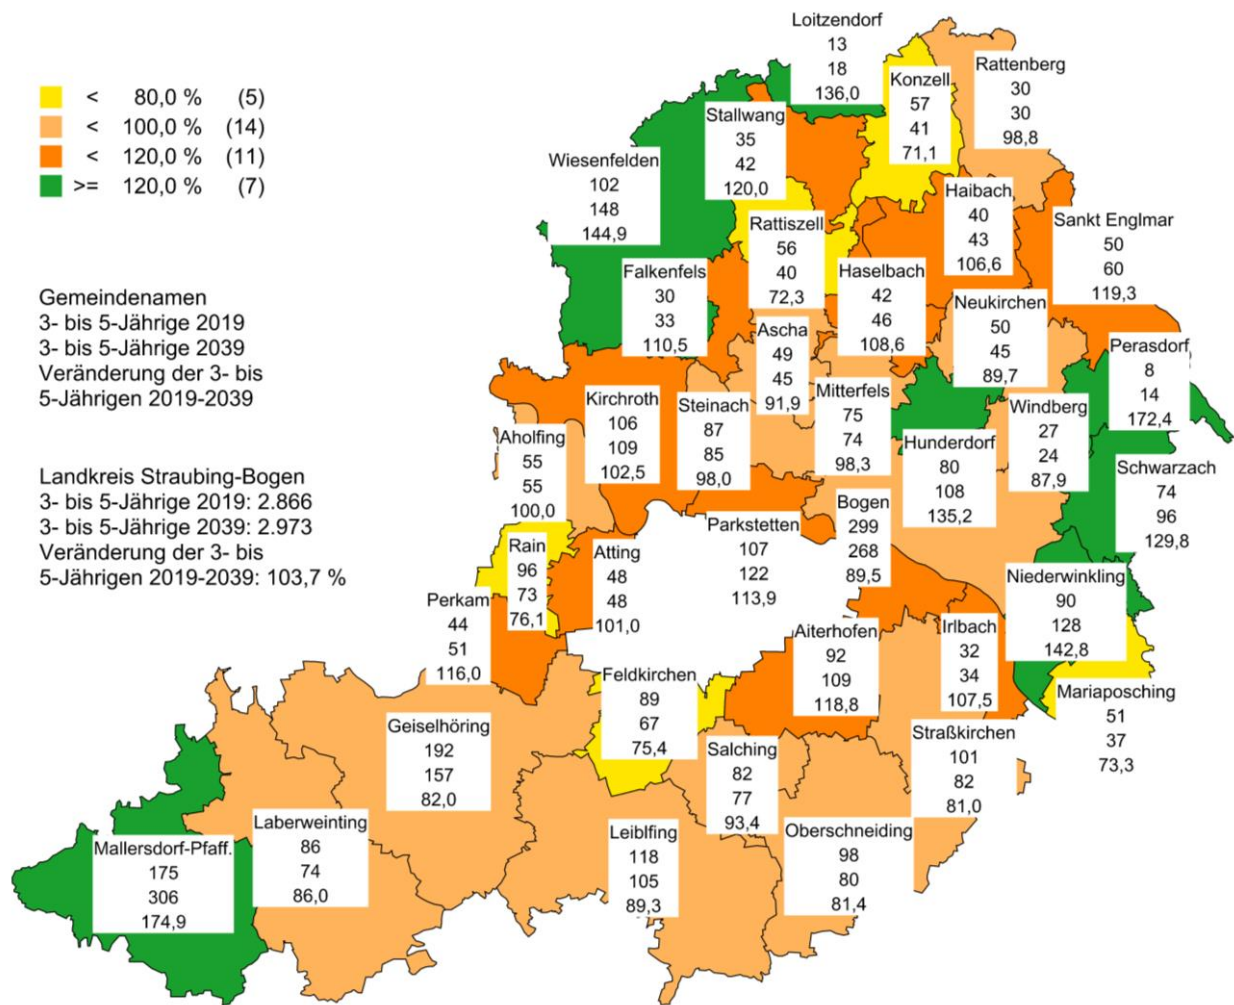 < 80,0 % (5)
< 100,0 % (14)
< 120,0 % (11)
>= 120,0 % (7)
Gemeindenamen
3- bis 5-Jährige 2019
3- bis 5-Jährige 2039
Veränderung der 3- bis
5-Jährigen 2019-2039
Landkreis Straubing-Bogen
3- bis 5-Jährige 2019: 2.866
3- bis 5-Jährige 2039: 2.973
Veränderung der 3- bis
5-Jährigen 2019-2039: 103,7 %
Loitzendorf
13
18
136,0
Konzell
57
41
71,1
Rattenberg
30
30
98,8
Stallwang
35
42
120,0
Wiesenfelden
102
148
144,9
Haibach
40
43
106,6
Sankt Englmar
50
60
119,3
Rattiszell
56
40
72,3
Falkenfels
30
33
110,5
Haselbach
42
46
108,6
Neukirchen
50
45
89,7
Ascha
49
45
91,9
Perasdorf
8
14
172,4
Kirchroth
106
109
102,5
Steinach
87
85
98,0
Mitterfels
75
74
98,3
Windberg
27
24
87,9
Aholfing
55
55
100,0
Hunderdorf
80
108
135,2
Schwarzach
74
96
129,8
Bogen
299
268
89,5
Parkstetten
107
122
113,9
Rain
96
73
76,1
Atting
48
48
101,0
Niederwinkling
90
128
142,8
Perkam
44
51
116,0
Aiterhofen
92
109
118,8
Irlbach
32
34
107,5
Feldkirchen
89
67
75,4
Mariaposching
51
37
73,3
Geiselhöring
192
157
82,0
Straßkirchen
101
82
81,0
Salching
82
77
93,4
Laberweinting
86
74
86,0
Leiblfing
118
105
89,3
Oberschneiding
98
80
81,4
Mallersdorf-Pfaff.
175
306
174,9